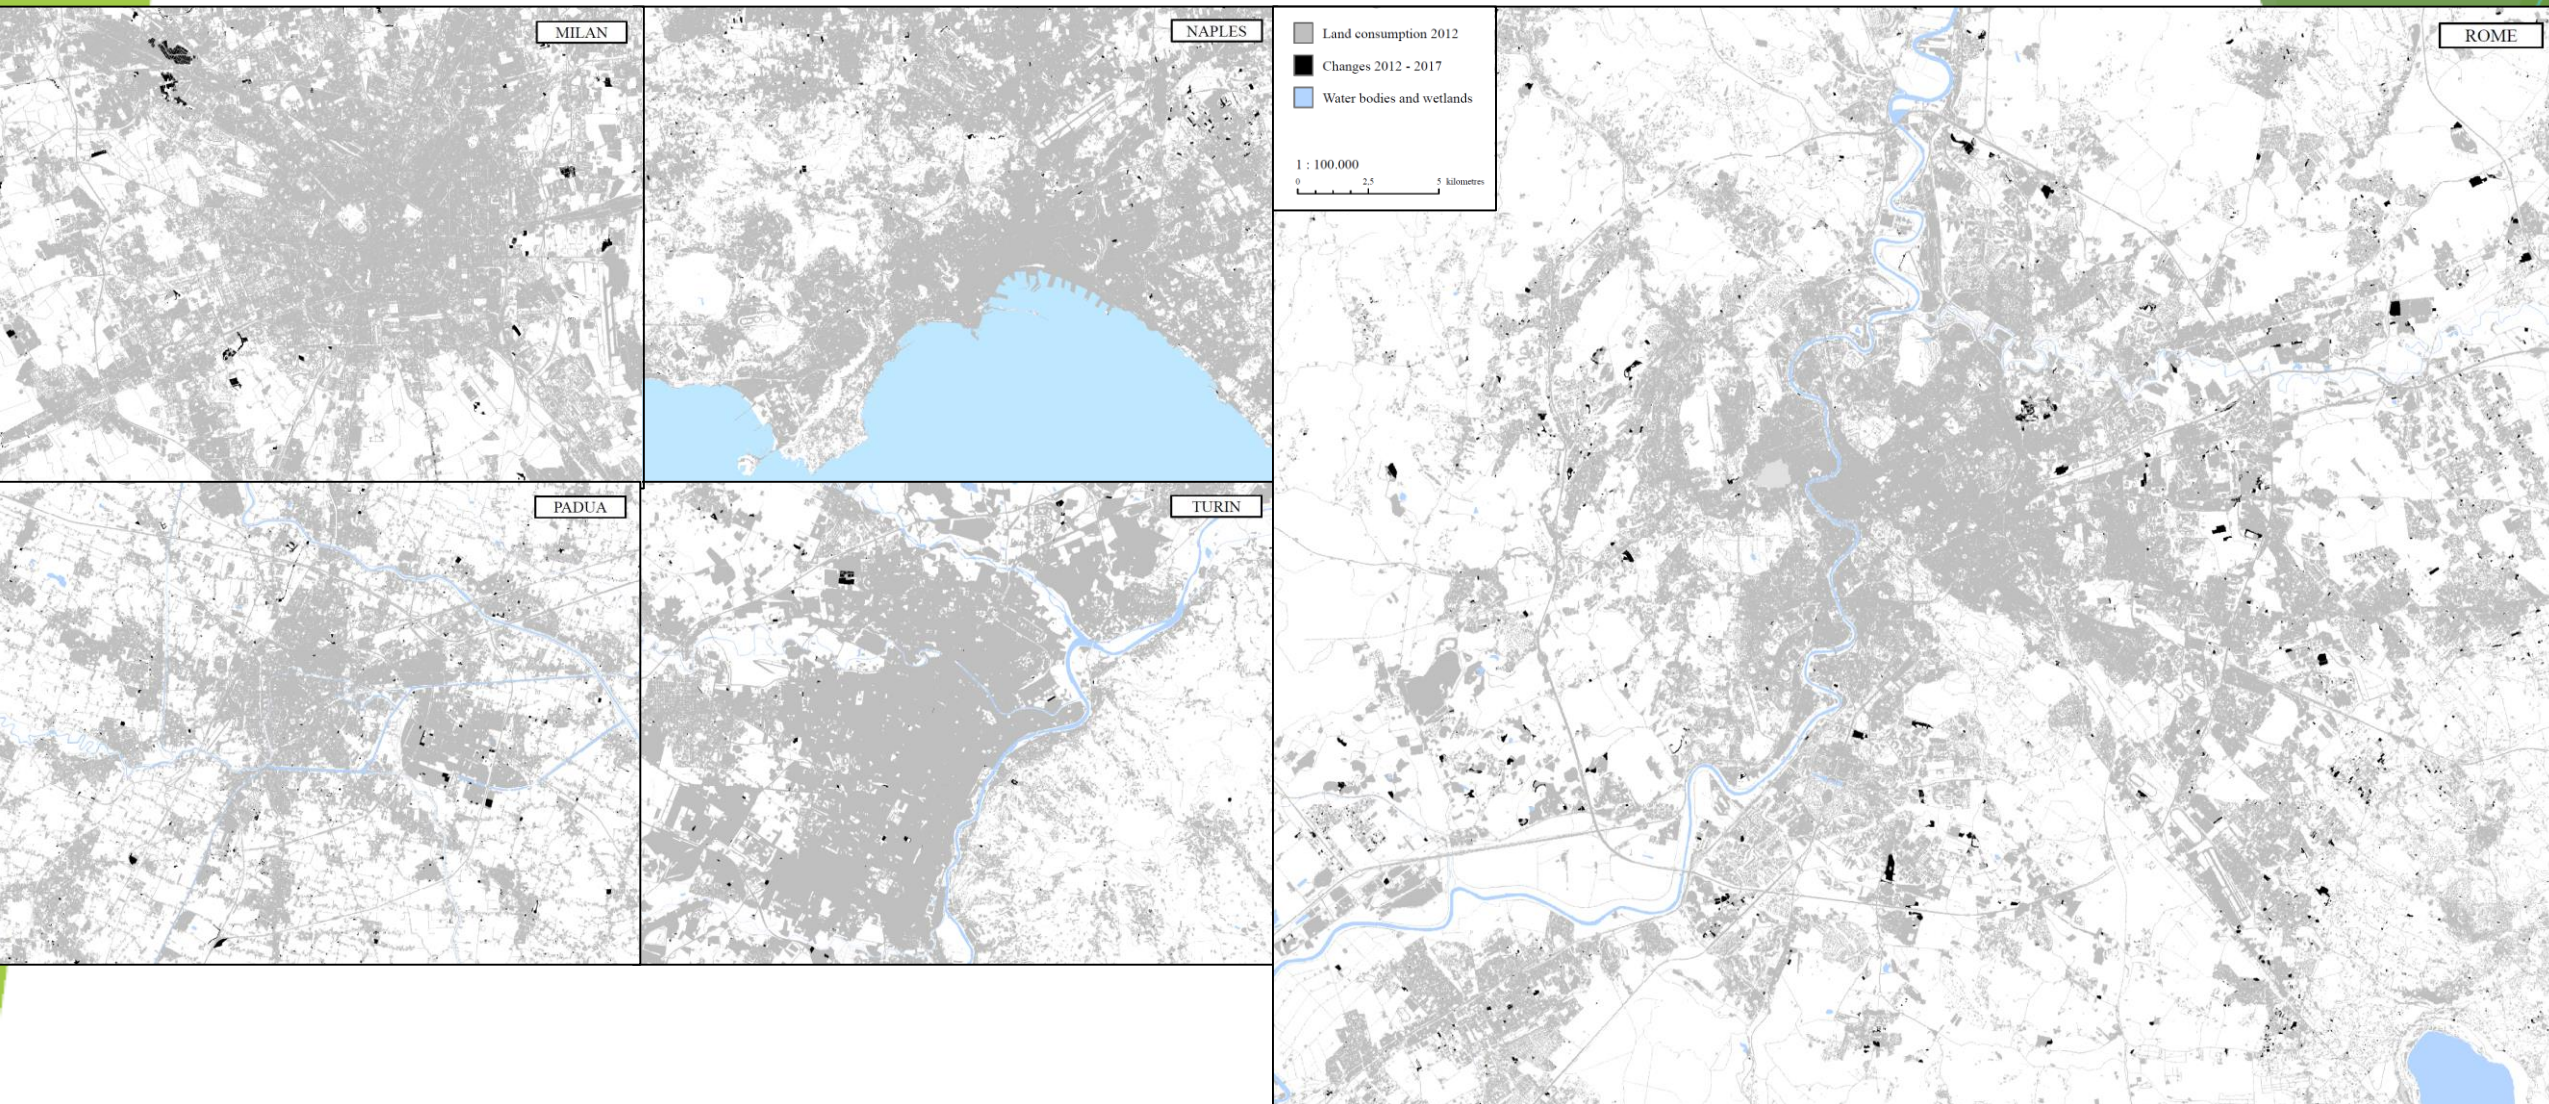 MILAN
NAPLES
Land consumption 2012
Changes 2012 - 2017
Water bodies and wetlands
1 : 100.000
0 2,5 5 kilometres
ROME
PADUA
TURIN